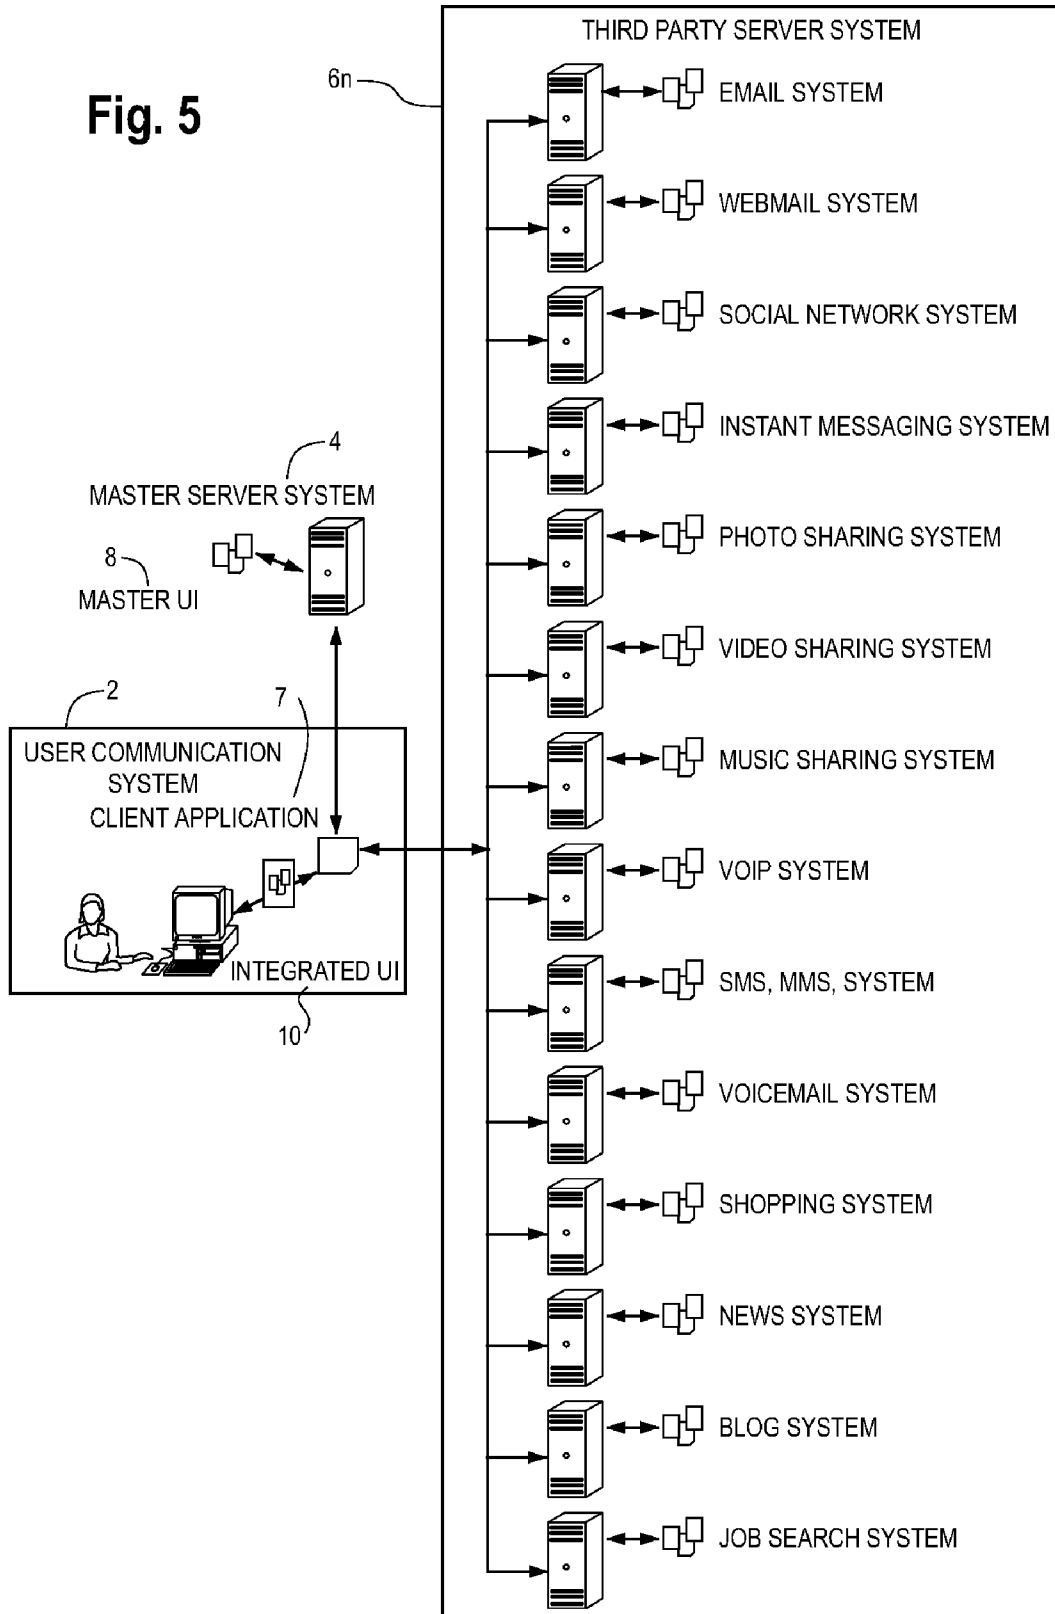 THIRD PARTY SERVER SYSTEM
6n
Fig. 5
EMAIL SYSTEM
WEBMAIL SYSTEM
SOCIAL NETWORK SYSTEM
INSTANT MESSAGING SYSTEM
4
MASTER SERVER SYSTEM
PHOTO SHARING SYSTEM
8
MASTER UI
VIDEO SHARING SYSTEM
2
7
USER COMMUNICATION
SYSTEM
MUSIC SHARING SYSTEM
CLIENT APPLICATION
VOIP SYSTEM
INTEGRATED UI
SMS, MMS, SYSTEM
10
VOICEMAIL SYSTEM
SHOPPING SYSTEM
NEWS SYSTEM
BLOG SYSTEM
JOB SEARCH SYSTEM